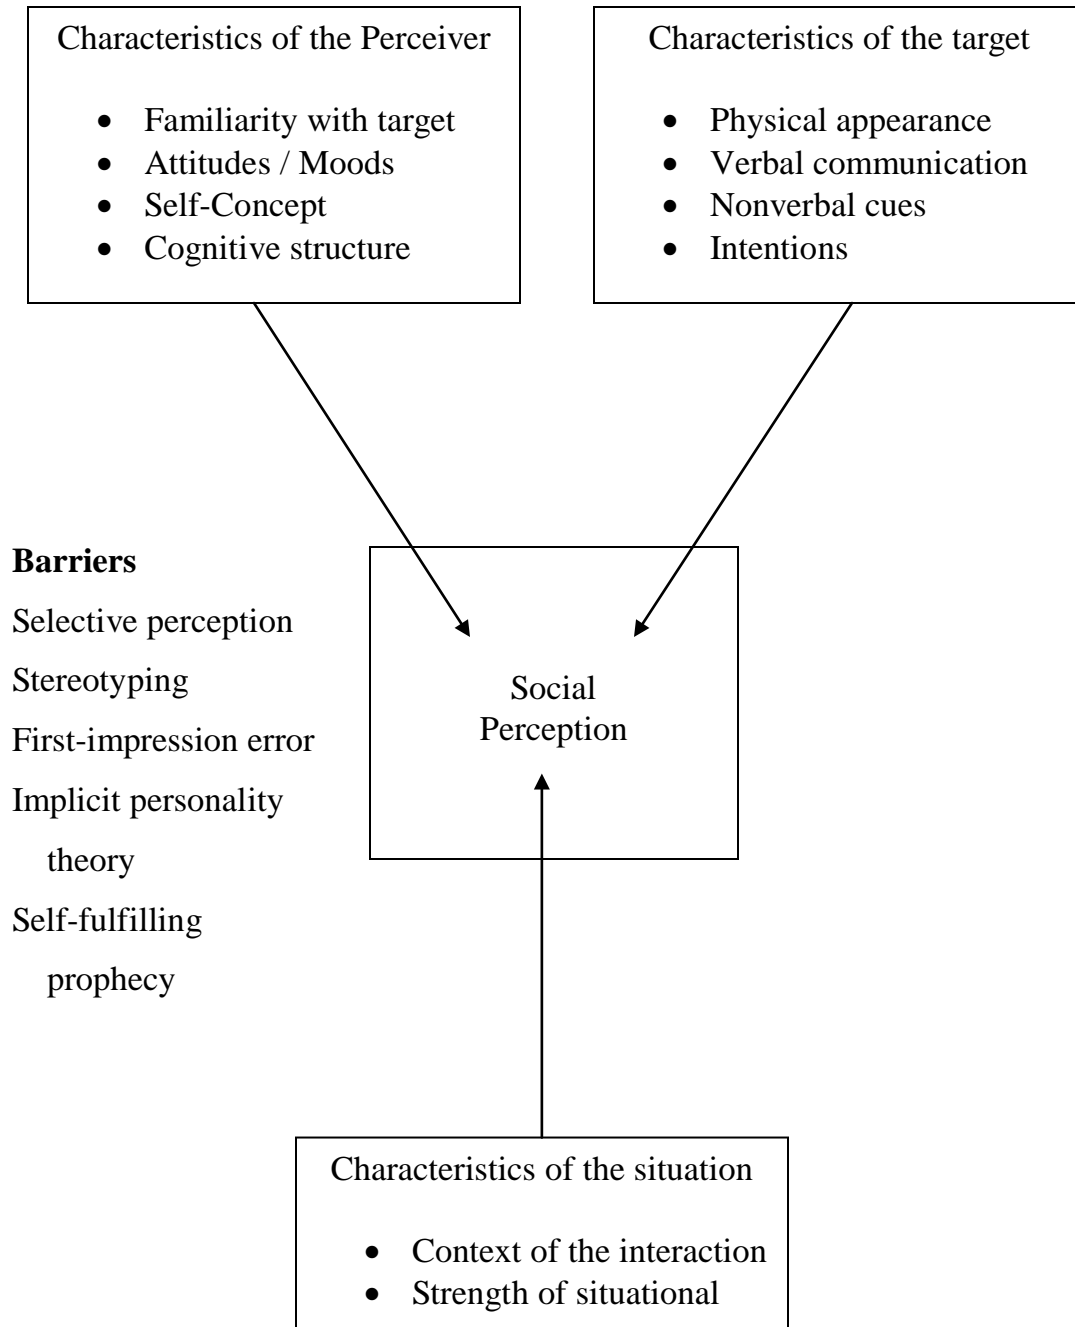 Characteristics of the Perceiver
• Familiarity with target
• Attitudes / Moods
• Self-Concept
• Cognitive structure
Characteristics of the target
• Physical appearance
• Verbal communication
• Nonverbal cues
• Intentions
Barriers
Selective perception
Stereotyping
First-impression error
Implicit personality
theory
Self-fulfilling
prophecy
Social
Perception
Characteristics of the situation
• Context of the interaction
• Strength of situational